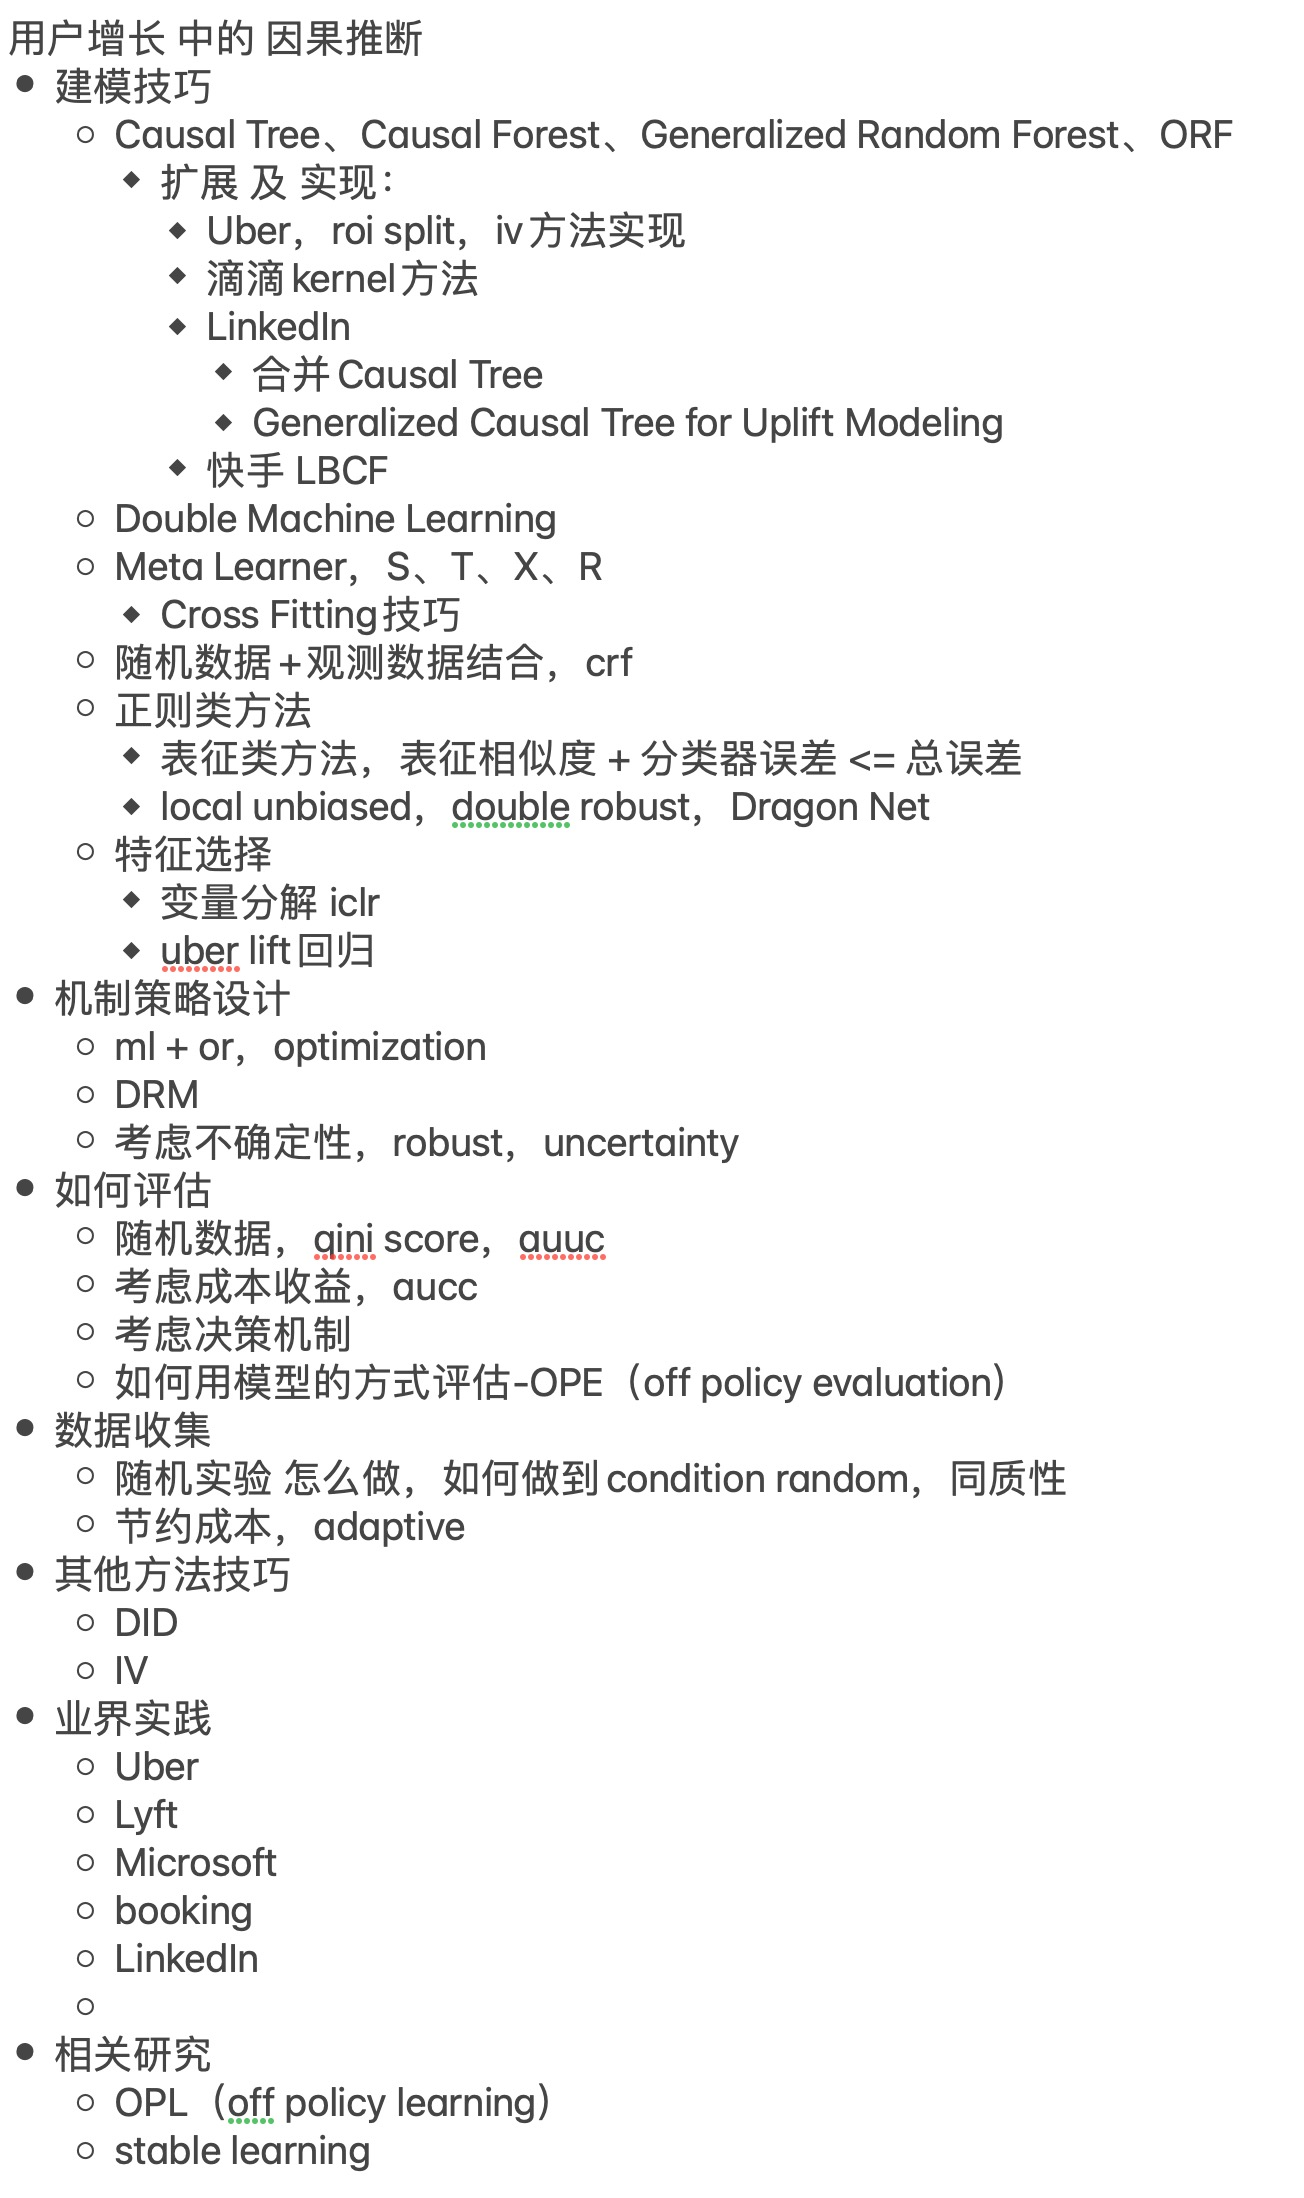 用户增长 中的 因果推断
建模技巧
Causal Tree、Causal Forest、Generalized Random Forest、ORF
扩展 及 实现：
Uber，roi split，iv方法实现
滴滴kernel方法
LinkedIn
合并Causal Tree
Generalized Causal Tree for Uplift Modeling
快手 LBCF
Double Machine Learning
Meta Learner，S、T、X、R
Cross Fitting技巧
随机数据+观测数据结合，crf
正则类方法
表征类方法，表征相似度 + 分类器误差 <= 总误差
local unbiased，double robust，Dragon Net
特征选择
变量分解 iclr
uber lift回归
机制策略设计
ml + or，optimization
DRM
考虑不确定性，robust，uncertainty
如何评估
随机数据，qini score，auuc
考虑成本收益，aucc
考虑决策机制
如何用模型的方式评估-OPE（off policy evaluation）
数据收集
随机实验 怎么做，如何做到condition random，同质性
节约成本，adaptive
其他方法技巧
DID
IV
业界实践
Uber
Lyft
Microsoft
booking
LinkedIn
相关研究
OPL（off policy learning）
stable learning